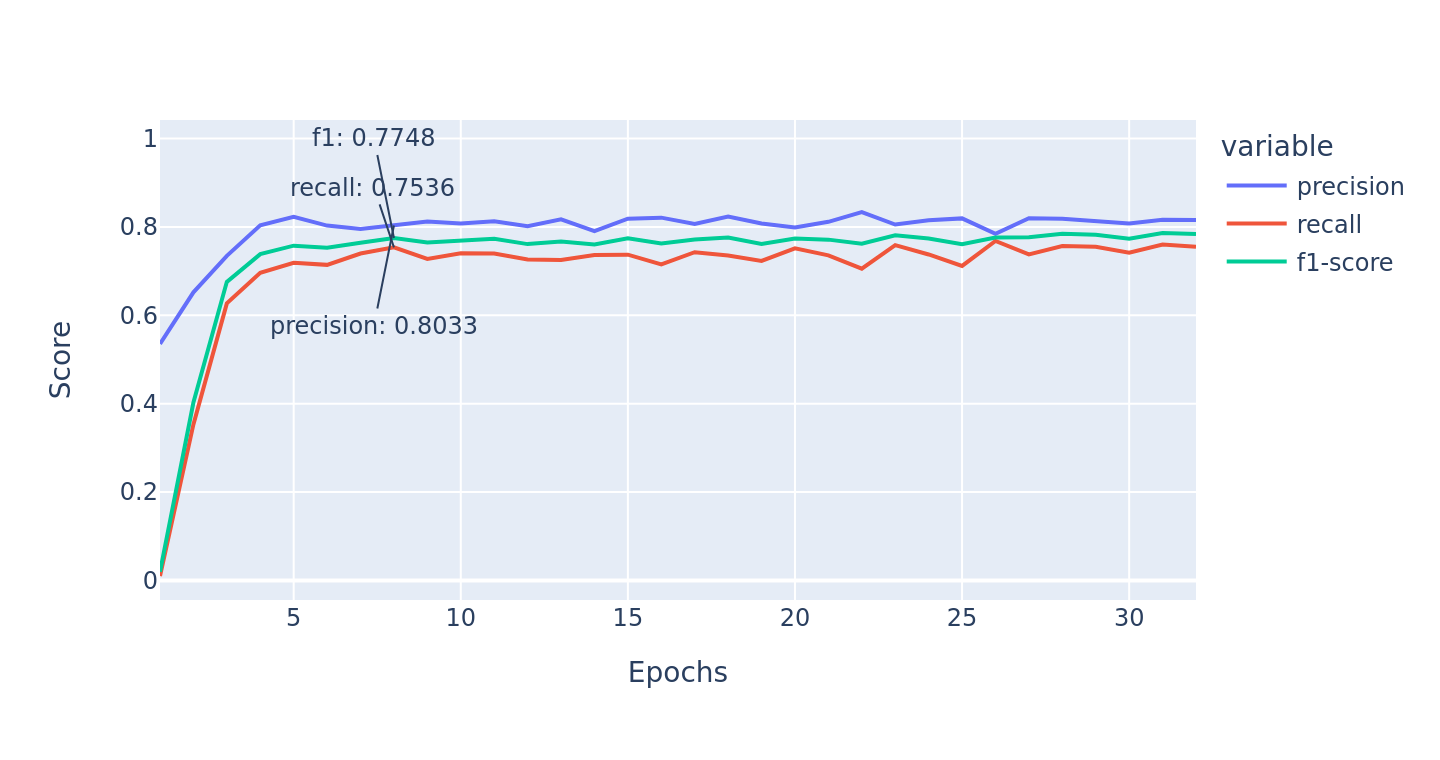 1
0.8
0.6
0.4
0.2
0
Score
f1: 0.7748
recall: 0.7536
precision: 0.8033
5 10 15 20 25 30
Epochs
variable
precision
recall
f1-score